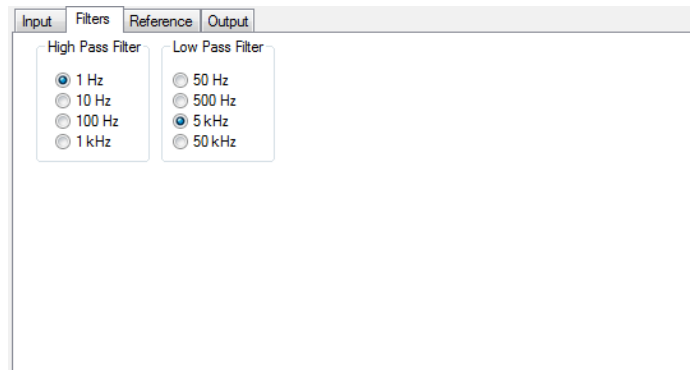 Input Filters Reference Output
High Pass Filter
1 Hz
10 Hz
100 Hz
1 kHz
Low Pass Filter
50 Hz
500 Hz
5 kHz
50 kHz